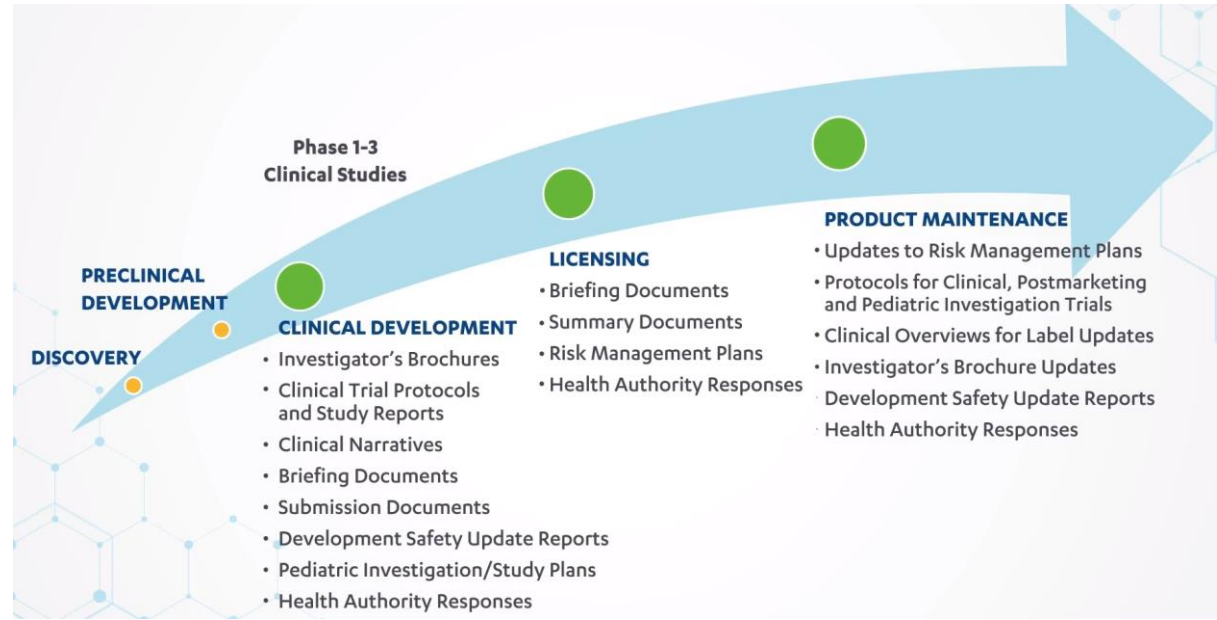 Phase 1-3
Clinical Studies
DISCOVERY
PRECLINICAL
DEVELOPMENT
CLINICAL DEVELOPMENT
• Investigator's Brochures
• Clinical Trial Protocols
and Study Reports
• Clinical Narratives
• Briefing Documents
• Submission Documents
• Development Safety Update Reports
• Pediatric Investigation/Study Plans
• Health Authority Responses
LICENSING
• Briefing Documents
• Summary Documents
• Risk Management Plans
• Health Authority Responses
PRODUCT MAINTENANCE
• Updates to Risk Management Plans
• Protocols for Clinical, Postmarketing
and Pediatric Investigation Trials
• Clinical Overviews for Label Updates
• Investigator's Brochure Updates
· Development Safety Update Reports
· Health Authority Responses